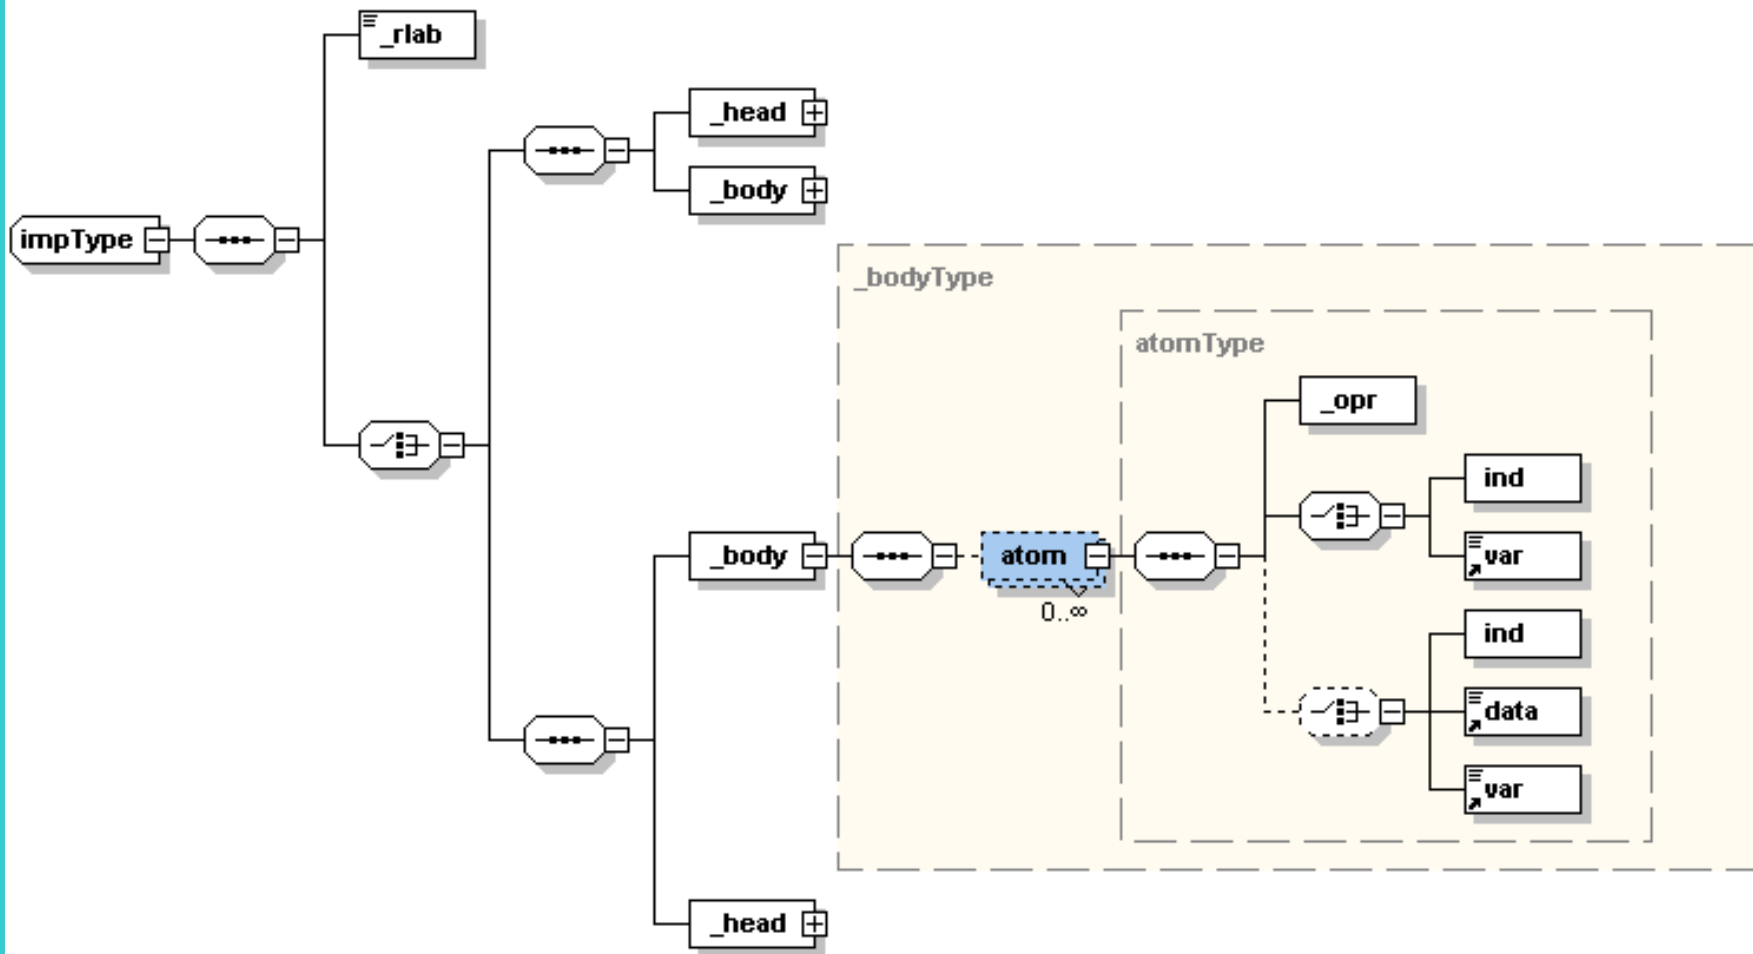 _rlab
_head
_body
impType
_bodyType
atomType
_opr
ind
_body
atom
var
0..∞
ind
data
var
_head